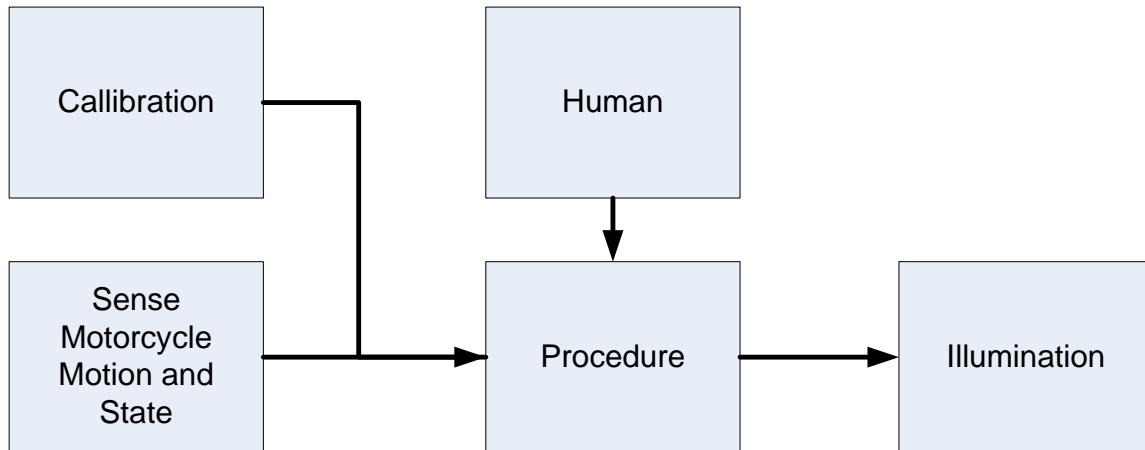 Callibration
Human
Sense
Motorcycle
Motion and
State
Procedure
Illumination